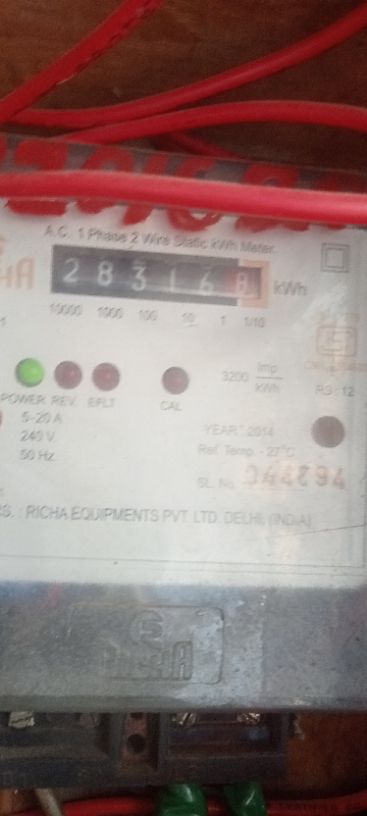 A.C. 1 Phase 2 Wire Static kWh Meter.
2 8 3 1 6 8 kWh
10000 1000 100 10 1 1/10
POWER REV. EFLT CAL
3200 Imp
kWh
RS : 12
5-20 A
240 V.
50 Hz.
YEAR : 2014
Ref. Temp. - 27°C
SL. No.
RICHA EQUIPMENTS PVT. LTD. DELHI, (INDIA)
RICHA